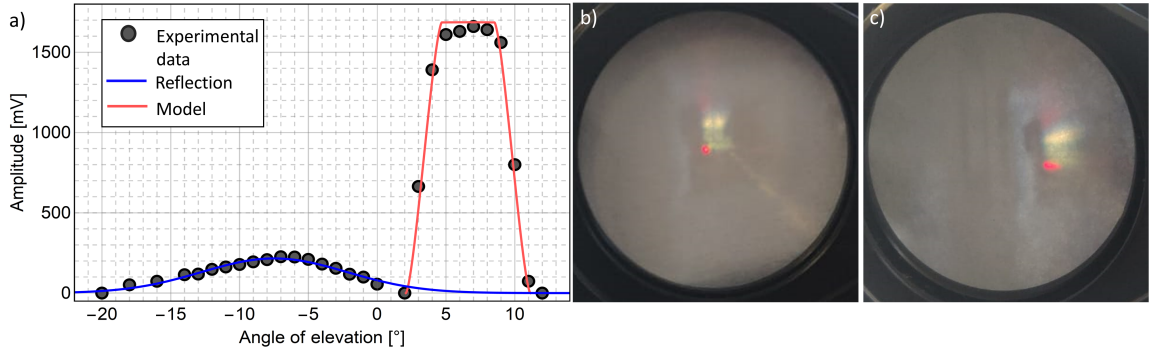 a)
Experimental
data
Reflection
Model
Amplitude [mV]
1500
1000
500
0
−20 −15 −10 −5 0 5 10
Angle of elevation [°]
b)
c)